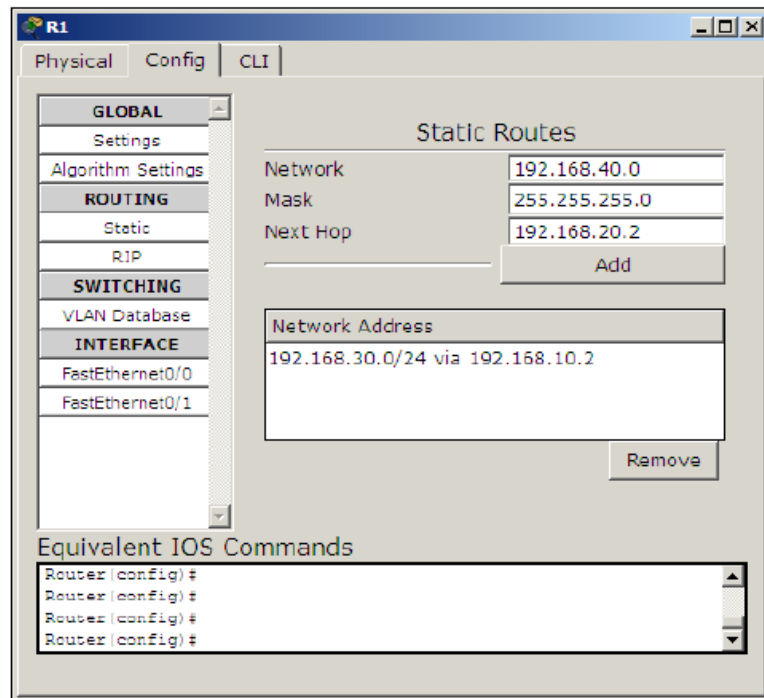 R1
Physical Config CLI
GLOBAL
Settings
Algorithm Settings
ROUTING
Static
RIP
SWITCHING
VLAN Database
INTERFACE
FastEthernet0/0
FastEthernet0/1
Static Routes
Network 192.168.40.0
Mask 255.255.255.0
Next Hop 192.168.20.2
Add
Network Address
192.168.30.0/24 via 192.168.10.2
Remove
Equivalent IOS Commands
Router(config)#
Router(config)#
Router(config)#
Router(config)#